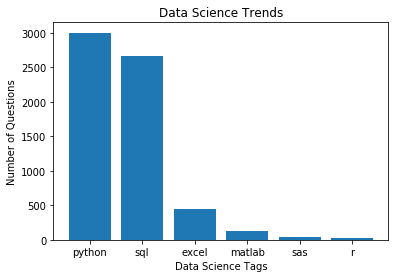 Data Science Trends
Number of Questions
3000
2500
2000
1500
1000
500
0
python sql excel matlab sas r
Data Science Tags